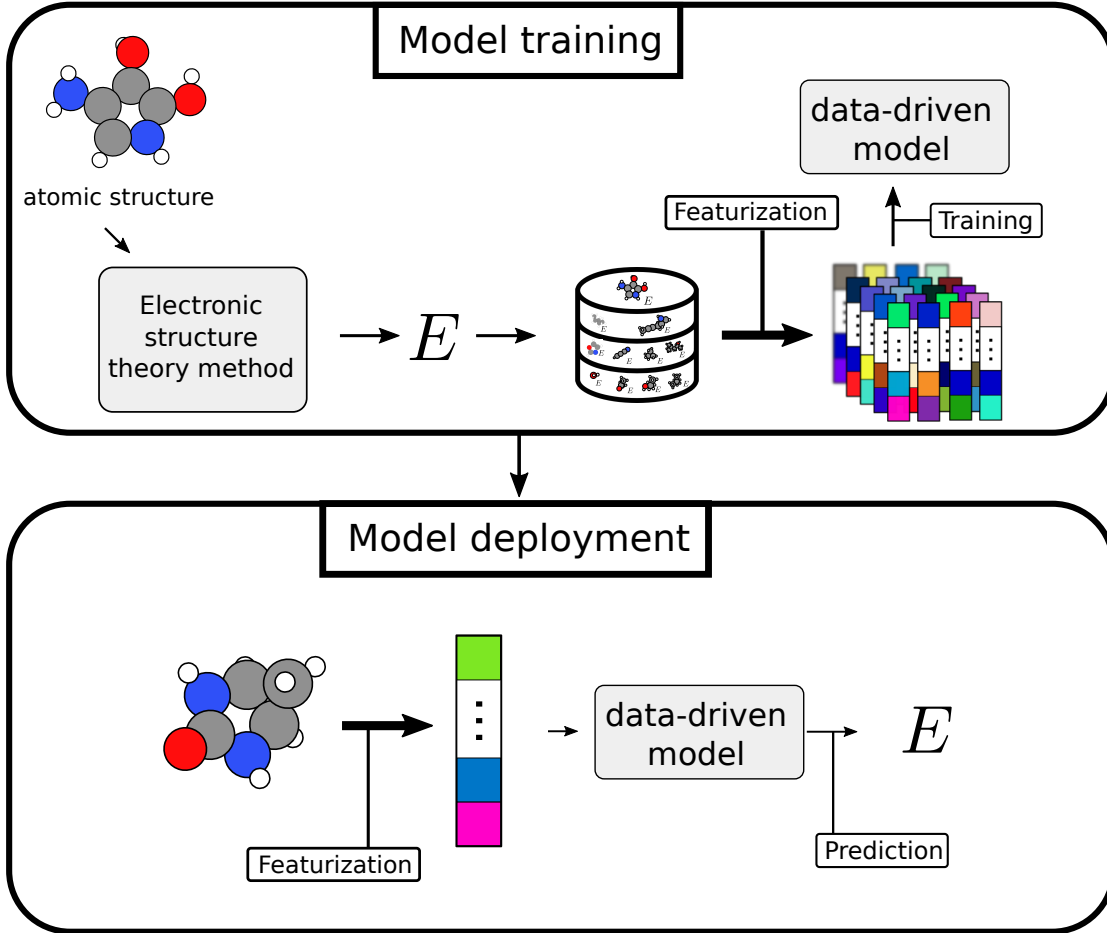 Model training
atomic structure
Electronic
structure
theory method
E
E
E
E
E
E
E
E
E
E
E
Featurization
data-driven
model
Training
Model deployment
Featurization
data-driven
model
Prediction
E